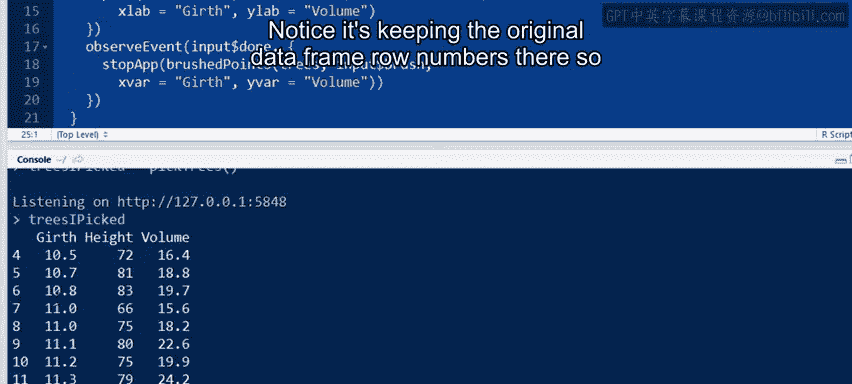 GPT中英字幕课程资源@bilibili.com
15 xlab = "Girth", ylab = "Volume")
16 })
Notice it's keeping the original
17 observeEvent(input$done, {
data frame row numbers there so
18 stopApp(brushedPoints(trees, input$brush,
19 xvar = "Girth", yvar = "Volume"))
20 })
21 }
25:1 (Top Level) R Script
Console ~/
> treesIPicked pickTrees()
Listening on http://127.0.0.1:5848
> treesIPicked
Girth Height Volume
4 10.5 72 16.4
5 10.7 81 18.8
6 10.8 83 19.7
7 11.0 66 15.6
8 11.0 75 18.2
9 11.1 80 22.6
10 11.2 75 19.9
11 11.3 79 24.2